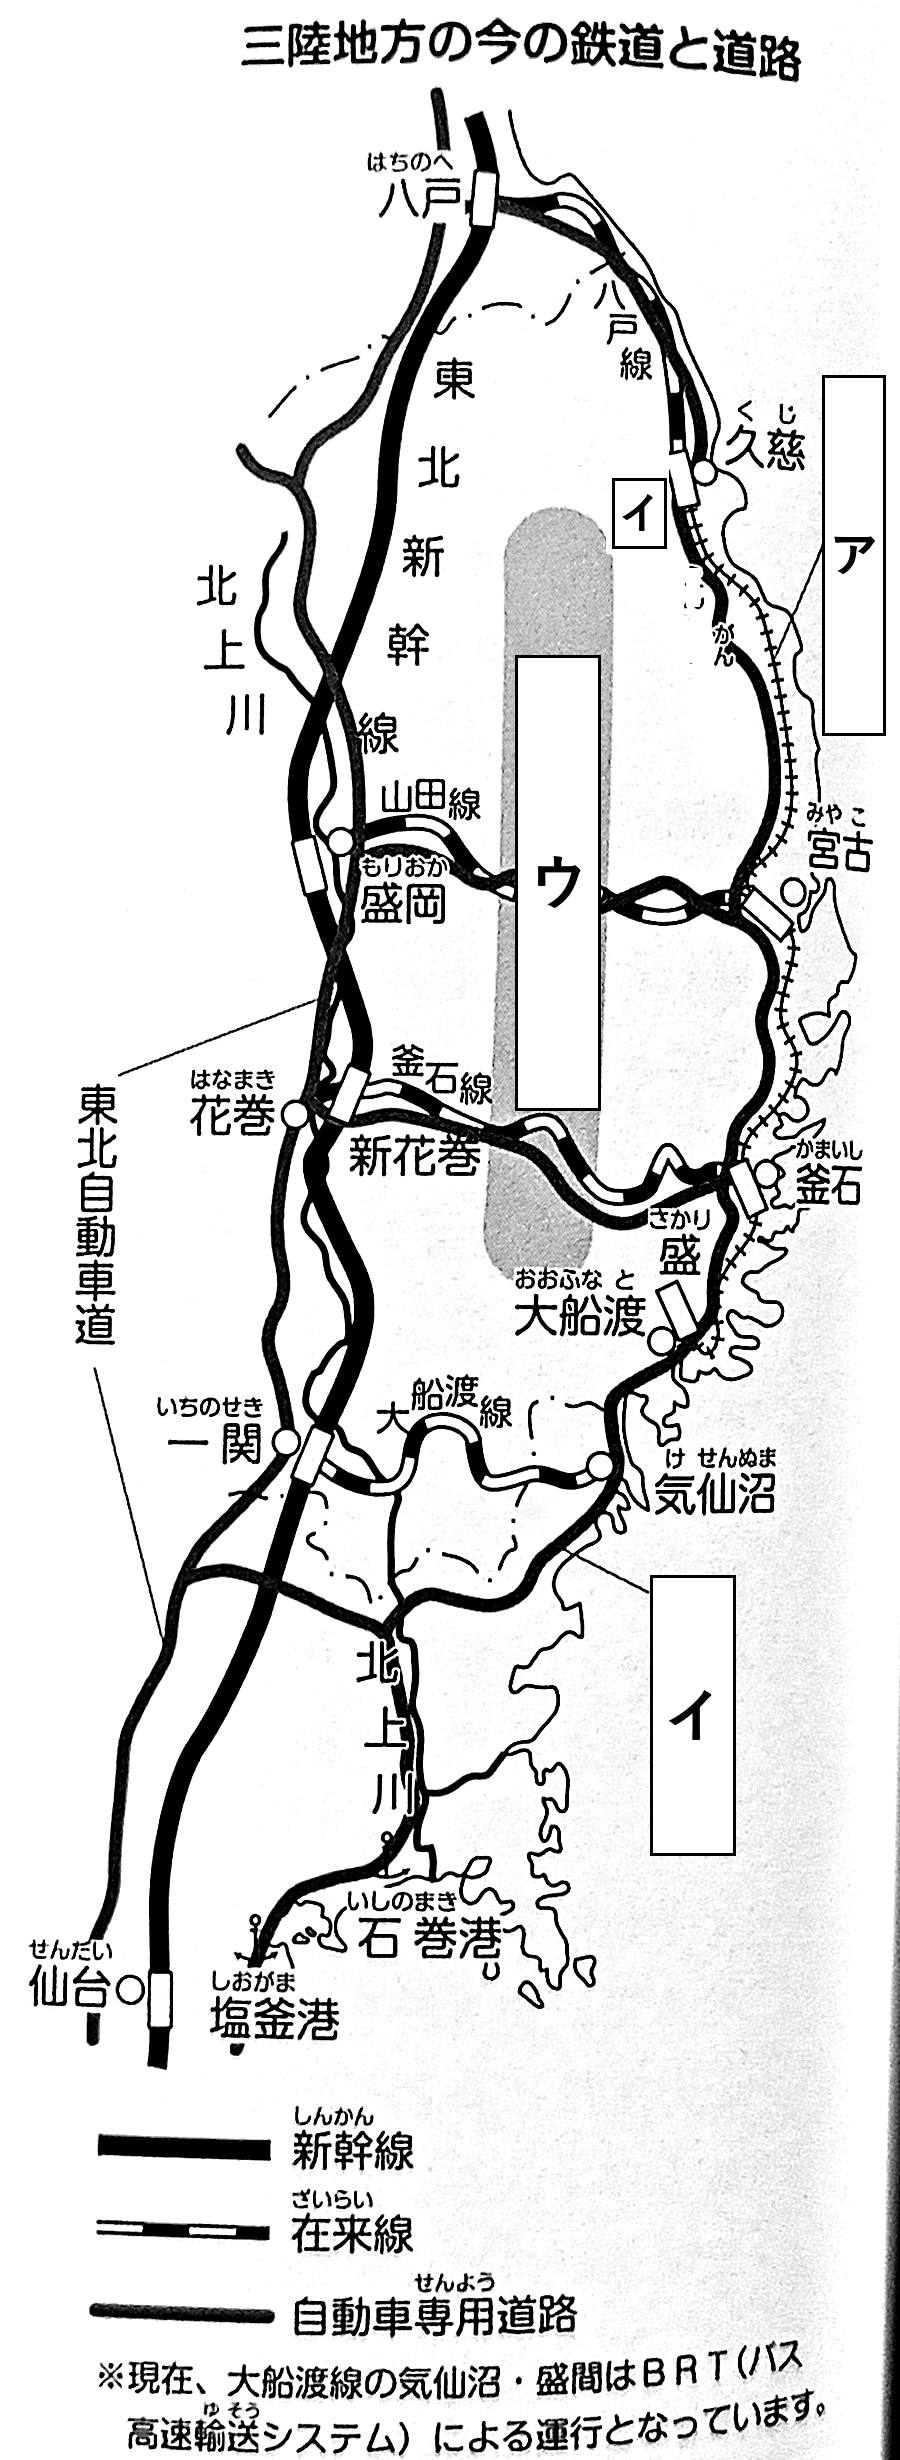 三陸地方の今の鉄道と道路
はちのへ
八戸
八戸線
東北新幹線
くじ
久慈
ア
イ
がん
北上川
ウ
山田線
みやこ
宮古
もりおか
盛岡
釜石線
はなまき
花巻
新花巻
東北自動車道
かまいし
釜石
さかり
盛
おおふなと
大船渡
大船渡線
いちのせき
一関
けせんぬま
気仙沼
イ
北上川
いしのまき
石巻港
せんだい
仙台
しおがま
塩釜港
しんかん
新幹線
ざいらい
在来線
せんよう
自動車専用道路
※現在、大船渡線の気仙沼・盛間はBRT(バス
ゆそう
高速輸送システム)による運行となっています。